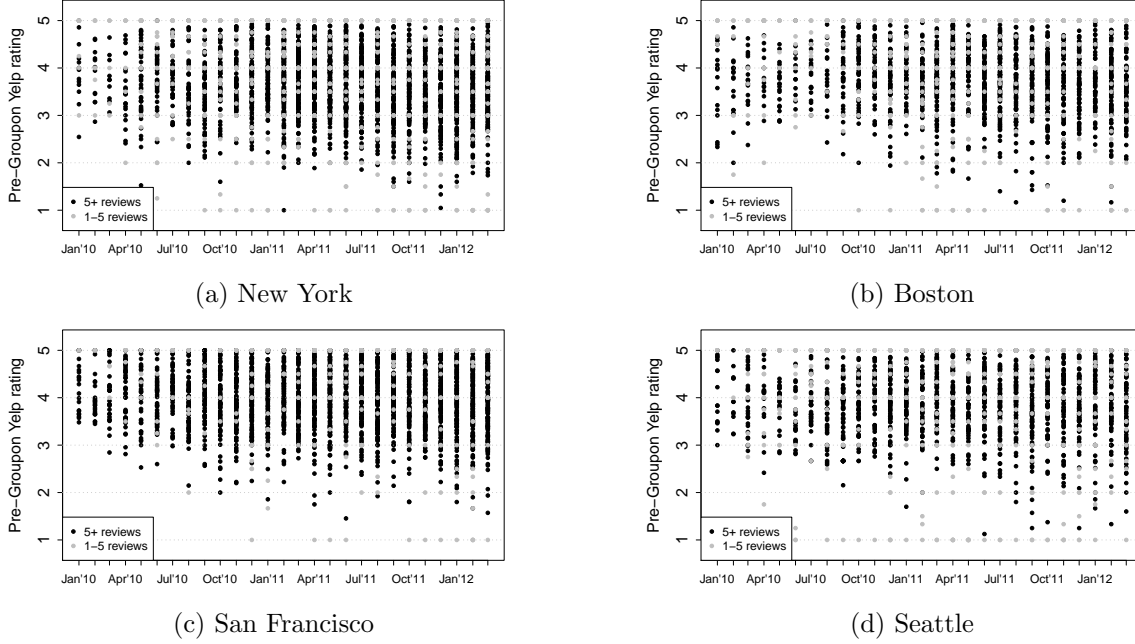 Pre-Groupon Yelp rating
5
4
3
2
1
5+ reviews
1−5 reviews
Jan'10 Apr'10 Jul'10 Oct'10 Jan'11 Apr'11 Jul'11 Oct'11 Jan'12
(a) New York
Pre-Groupon Yelp rating
5
4
3
2
1
5+ reviews
1−5 reviews
Jan'10 Apr'10 Jul'10 Oct'10 Jan'11 Apr'11 Jul'11 Oct'11 Jan'12
(b) Boston
Pre-Groupon Yelp rating
5
4
3
2
1
5+ reviews
1−5 reviews
Jan'10 Apr'10 Jul'10 Oct'10 Jan'11 Apr'11 Jul'11 Oct'11 Jan'12
(c) San Francisco
Pre-Groupon Yelp rating
5
4
3
2
1
5+ reviews
1−5 reviews
Jan'10 Apr'10 Jul'10 Oct'10 Jan'11 Apr'11 Jul'11 Oct'11 Jan'12
(d) Seattle